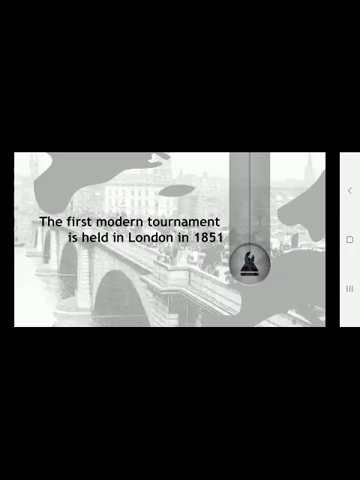 The first modern tournament
is held in London in 1851